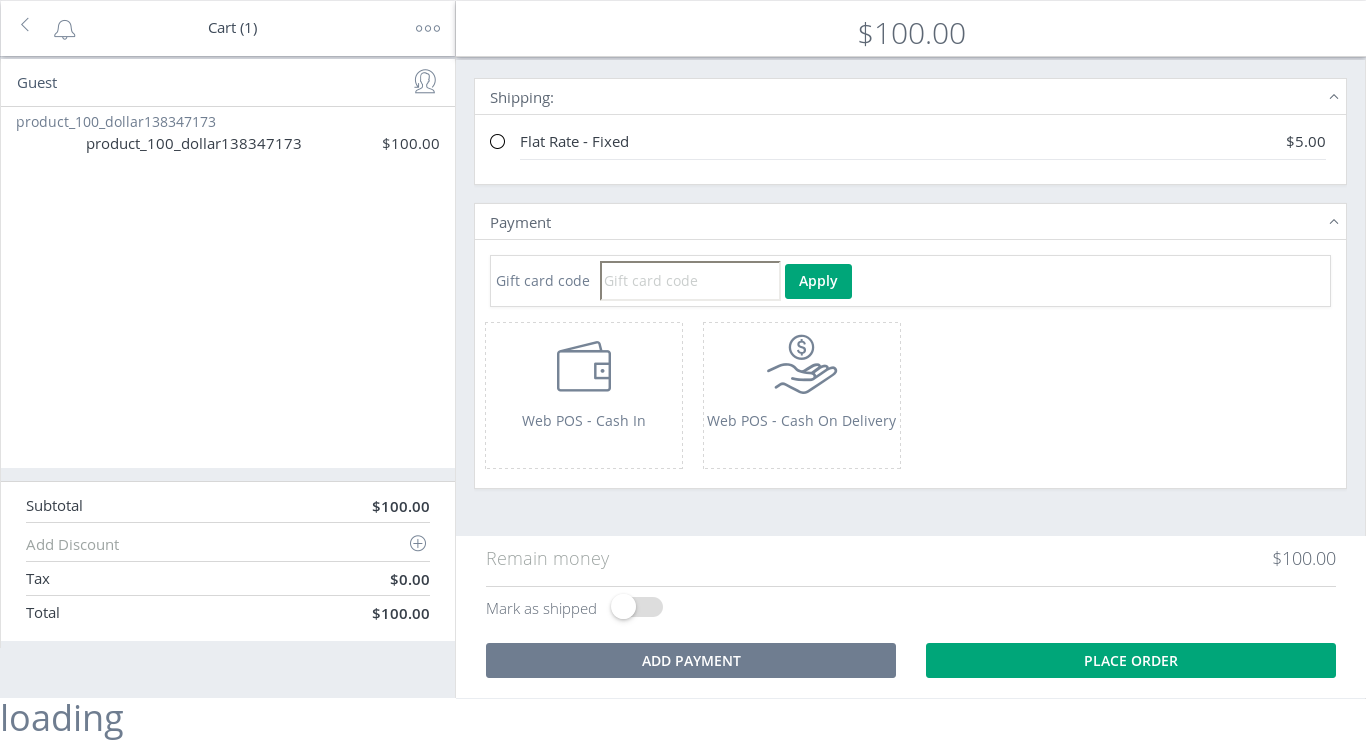 Cart (1)
$100.00
Guest
product_100_dollar138347173
product_100_dollar138347173 $100.00
Subtotal $100.00
Add Discount
Tax $0.00
Total $100.00
Shipping:
Flat Rate - Fixed $5.00
Payment
Gift card code Gift card code Apply
Web POS - Cash In
Web POS - Cash On Delivery
Remain money $100.00
Mark as shipped
ADD PAYMENT PLACE ORDER
loading